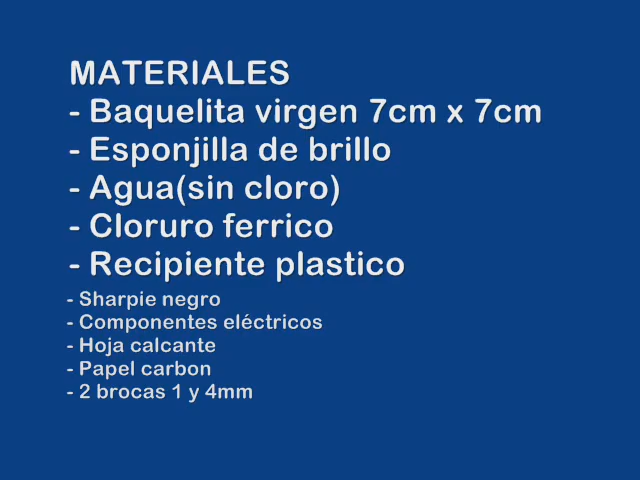 MATERIALES
- Baquelita virgen 7cm x 7cm
- Esponjilla de brillo
- Agua(sin cloro)
- Cloruro ferrico
- Recipiente plastico
- Sharpie negro
- Componentes eléctricos
- Hoja calcante
- Papel carbon
- 2 brocas 1 y 4mm